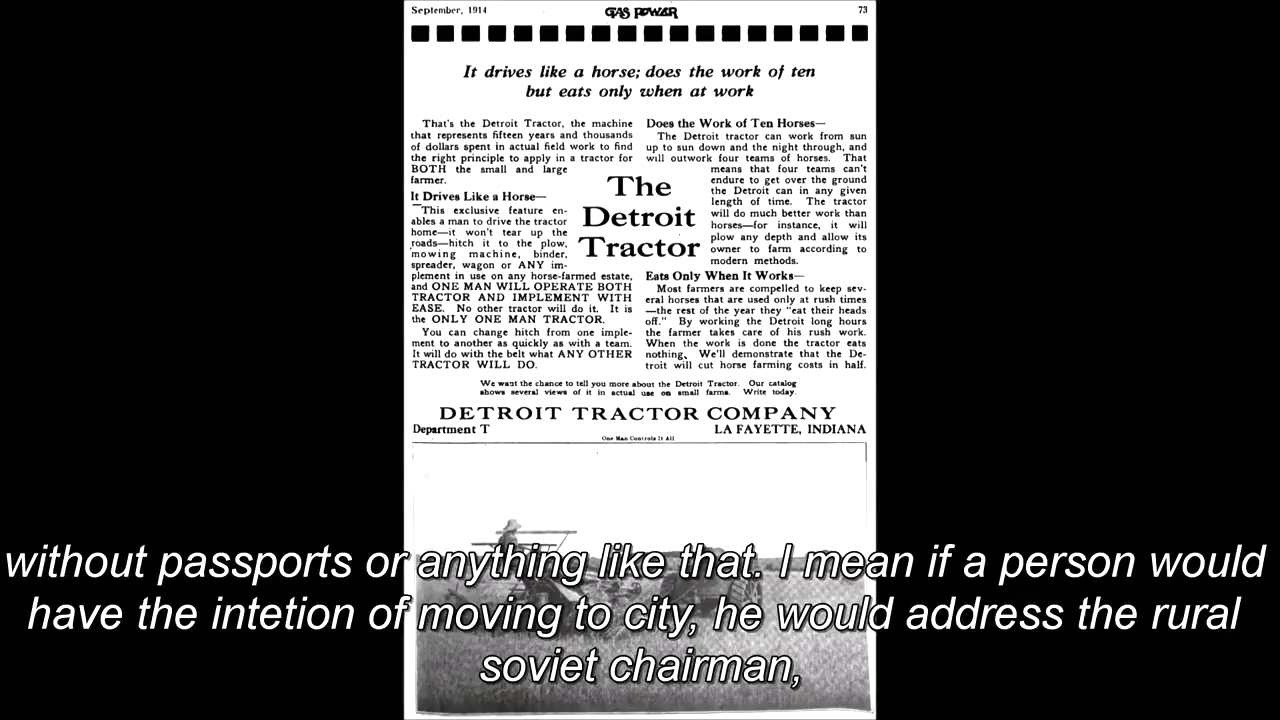 September, 1914 GAS POWER 73
It drives like a horse; does the work of ten
but eats only when at work
That's the Detroit Tractor, the machine
that represents fifteen years and thousands
of dollars spent in actual field work to find
the right principle to apply in a tractor for
BOTH the small and large
farmer.
It Drives Like a Horse—
This exclusive feature en-
ables a man to drive the tractor
home—it won't tear up the
roads—hitch it to the plow,
mowing machine, binder,
spreader, wagon or ANY im-
plement in use on any horse-farmed estate,
and ONE MAN WILL OPERATE BOTH
TRACTOR AND IMPLEMENT WITH
EASE. No other tractor will do it. It is
the ONLY ONE MAN TRACTOR.
You can change hitch from one imple-
ment to another as quickly as with a team.
It will do with the belt what ANY OTHER
TRACTOR WILL DO.
The
Detroit
Tractor
Does the Work of Ten Horses—
The Detroit tractor can work from sun
up to sun down and the night through, and
will outwork four teams of horses. That
means that four teams can't
endure to get over the ground
the Detroit can in any given
length of time. The tractor
will do much better work than
horses—for instance, it will
plow any depth and allow its
owner to farm according to
modern methods.
Eats Only When It Works—
Most farmers are compelled to keep sev-
eral horses that are used only at rush times
—the rest of the year they "eat their heads
off." By working the Detroit long hours
the farmer takes care of his rush work.
When the work is done the tractor eats
nothing. We'll demonstrate that the De-
troit will cut horse farming costs in half.
We want the chance to tell you more about the Detroit Tractor. Our catalog
shows several views of it in actual use on small farms. Write today.
DETROIT TRACTOR COMPANY
Department T LA FAYETTE, INDIANA
One Man Controls It All
without passports or anything like that. I mean if a person would
have the intetion of moving to city, he would address the rural
soviet chairman,